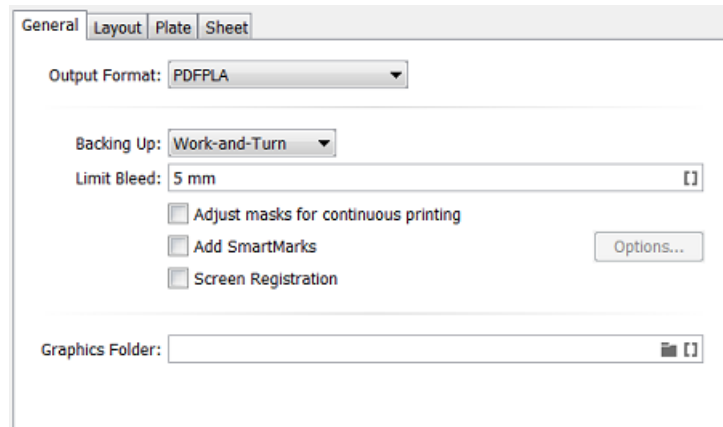 General Layout Plate Sheet
Output Format: PDFPLA
Backing Up: Work-and-Turn
Limit Bleed: 5 mm
Adjust masks for continuous printing
Add SmartMarks Options...
Screen Registration
Graphics Folder: